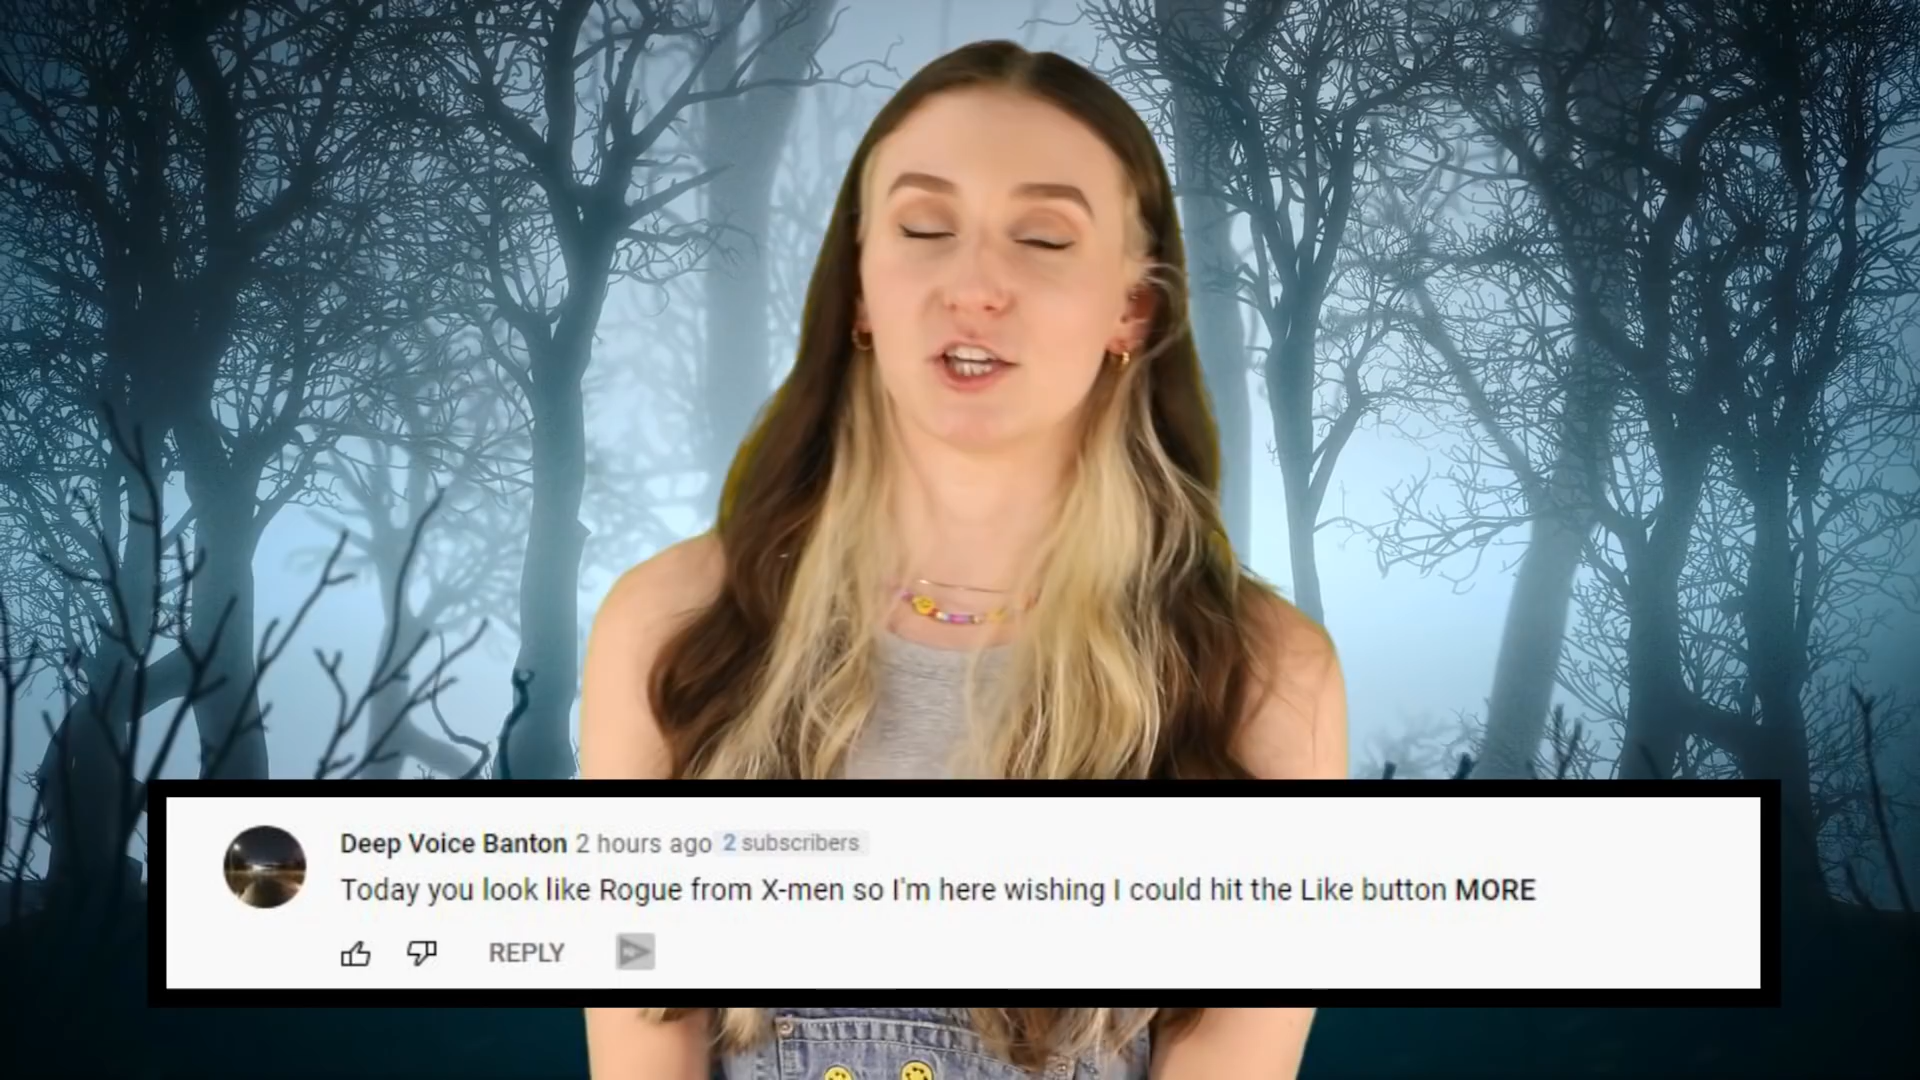 Deep Voice Banton 2 hours ago 2 subscribers
Today you look like Rogue from X-men so I'm here wishing I could hit the Like button MORE
REPLY